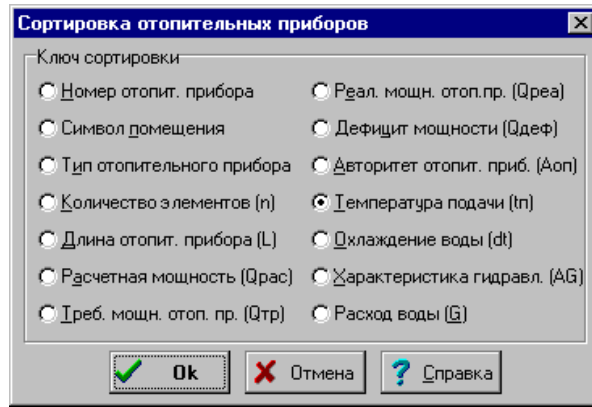 Сортировка отопительных приборов
Ключ сортировки
Номер отопит. прибора
Символ помещения
Тип отопительного прибора
Количество элементов (n)
Длина отопит. прибора (L)
Расчетная мощность (Qрас)
Треб. мощн. отоп. пр. (Qтр)
Реал. мощн. отоп.пр. (Qреа)
Дефицит мощности (Qдеф)
Авторитет отопит. приб. (Аоп)
Температура подачи (tп)
Охлаждение воды (dt)
Характеристика гидравл. (AG)
Расход воды (G)
Ok
Отмена
Справка